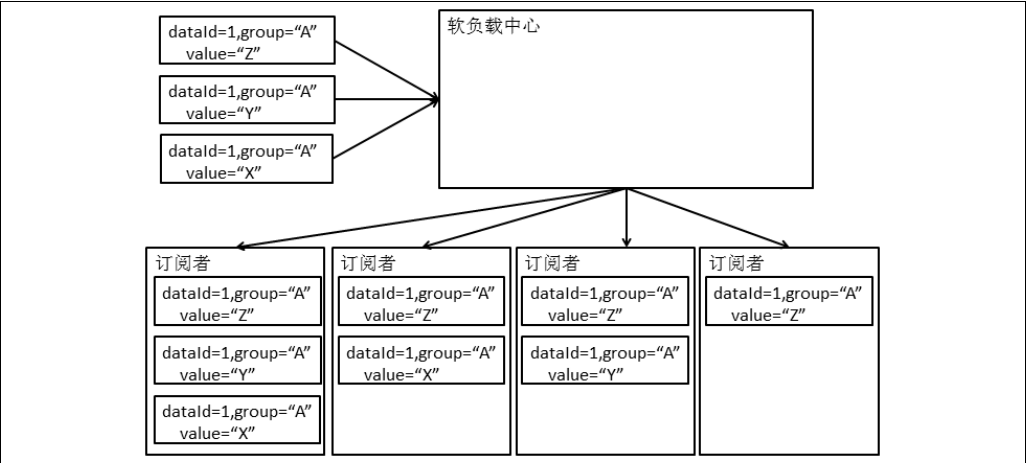 dataId=1,group=“A”
value=“Z”
dataId=1,group=“A”
value=“Y”
dataId=1,group=“A”
value=“X”
软负载中心
订阅者
dataId=1,group=“A”
value=“Z”
dataId=1,group=“A”
value=“Y”
dataId=1,group=“A”
value=“X”
订阅者
dataId=1,group=“A”
value=“Z”
dataId=1,group=“A”
value=“X”
订阅者
dataId=1,group=“A”
value=“Z”
dataId=1,group=“A”
value=“Y”
订阅者
dataId=1,group=“A”
value=“Z”